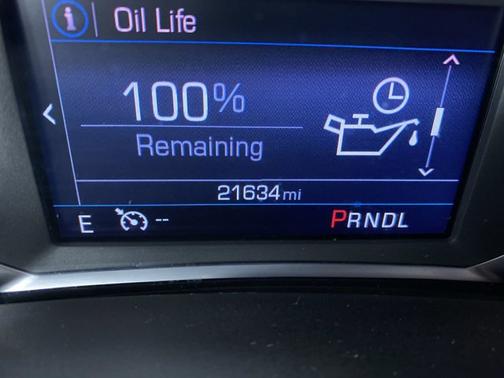 i Oil Life
100%
Remaining
21634 mi
E -- PRNDL